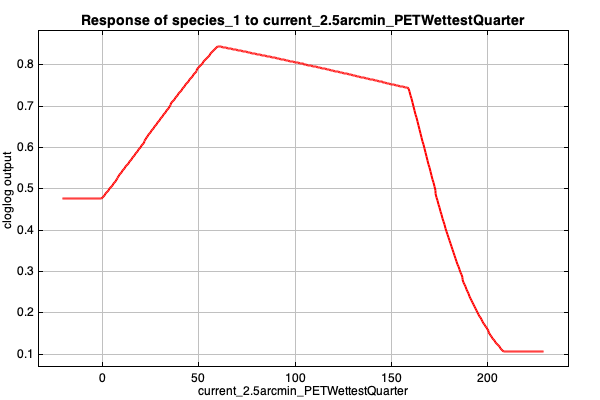 Response of species_1 to current_2.5arcmin_PETWettestQuarter
cloglog output
0.8
0.7
0.6
0.5
0.4
0.3
0.2
0.1
0 50 100 150 200
current_2.5arcmin_PETWettestQuarter